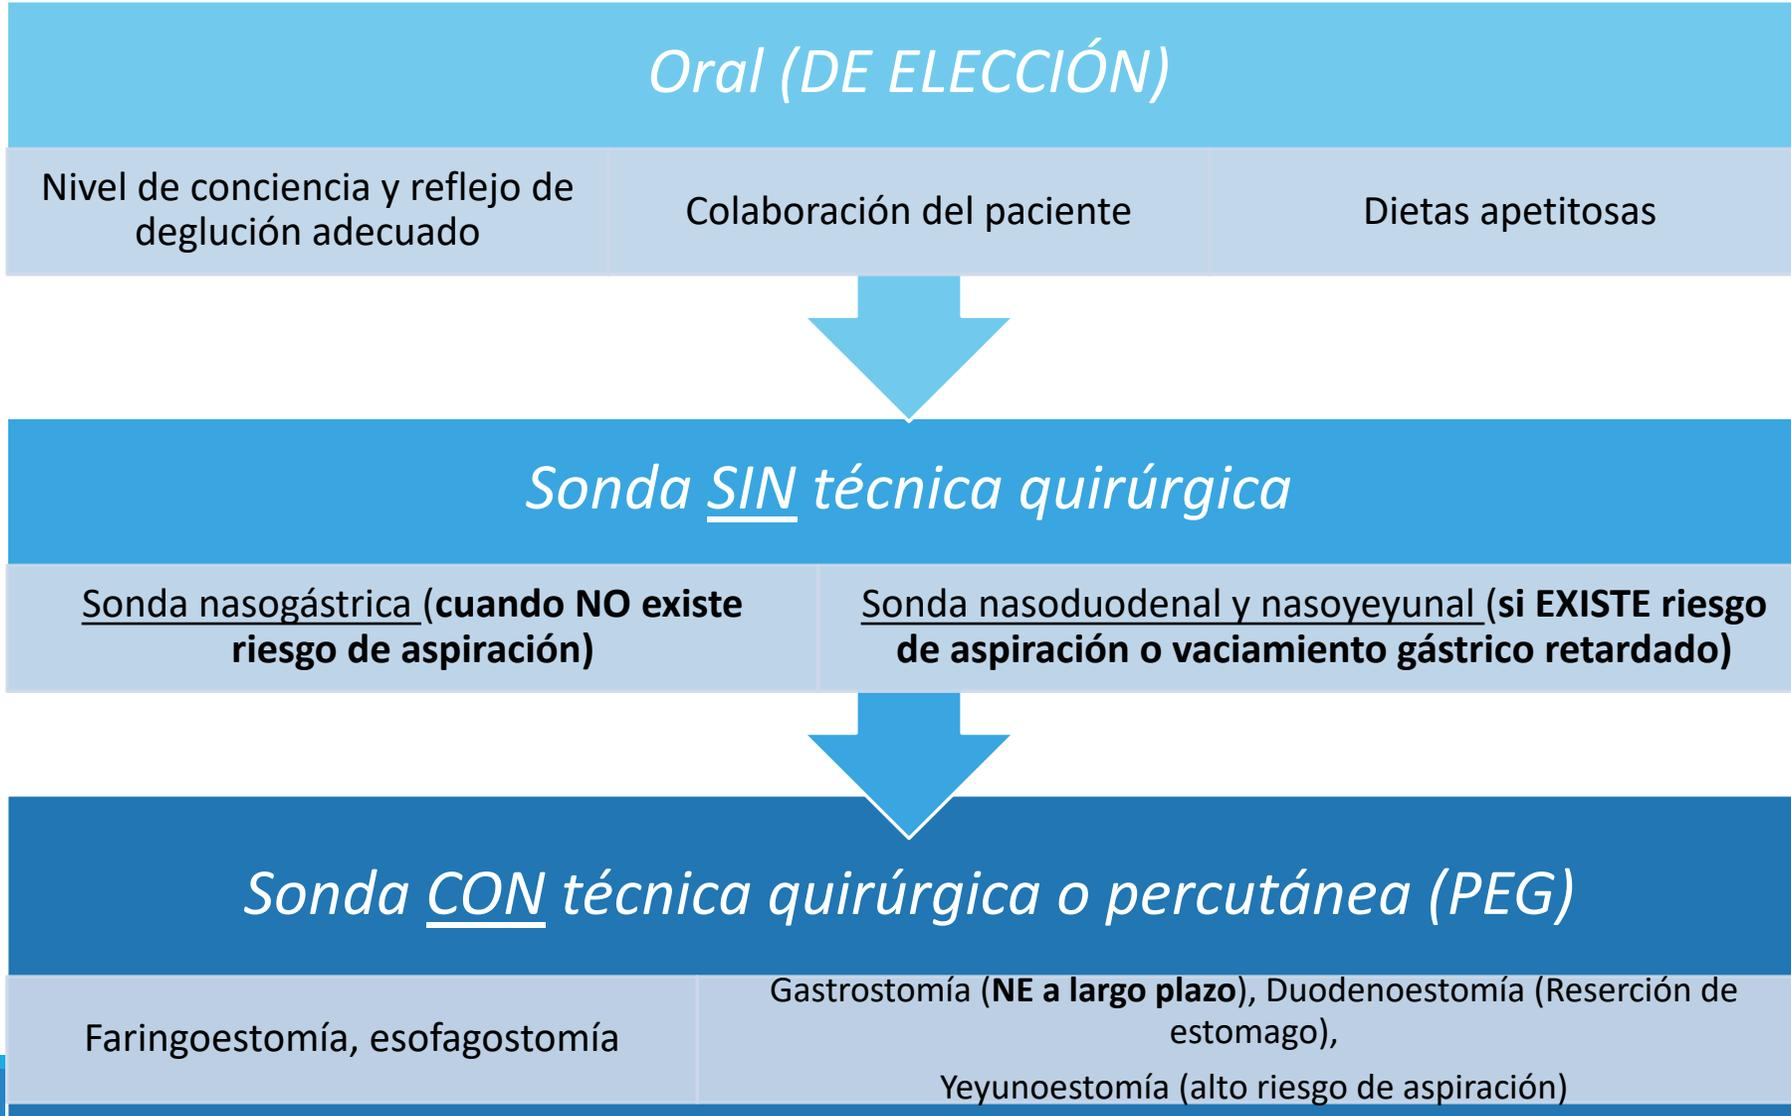 Oral (DE ELECCIÓN)
Nivel de conciencia y reflejo de
deglución adecuado
Colaboración del paciente
Dietas apetitosas
Sonda SIN técnica quirúrgica
Sonda nasogástrica (cuando NO existe
riesgo de aspiración)
Sonda nasoduodenal y nasoyeyunal (si EXISTE riesgo
de aspiración o vaciamiento gástrico retardado)
Sonda CON técnica quirúrgica o percutánea (PEG)
Faringoestomía, esofagostomía
Gastrostomía (NE a largo plazo), Duodenoestomía (Reserción de
estomago),
Yeyunoestomía (alto riesgo de aspiración)